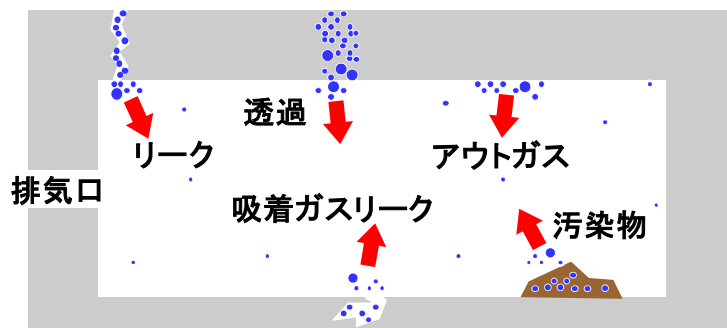 透過
リーク
アウトガス
排気口
吸着ガスリーク
汚染物